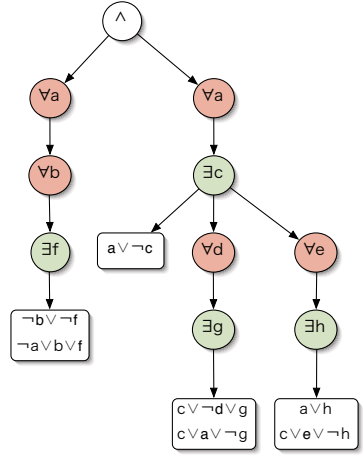 ∧
∀a
∀a
∀b
∃c
∃f
a∨¬c
∀d
∀e
¬b∨¬f
¬a∨b∨f
∃g
∃h
c∨¬d∨g
c∨a∨¬g
a∨h
c∨e∨¬h